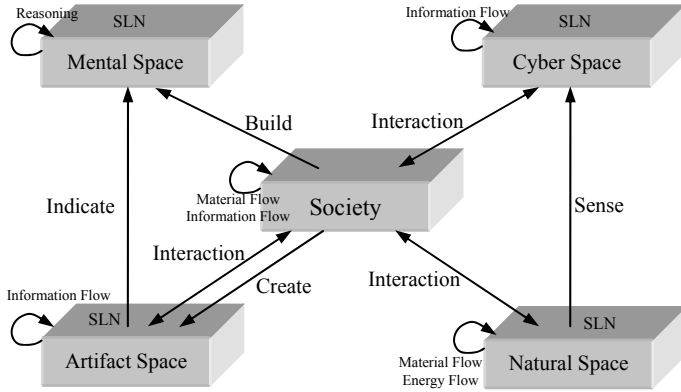 Reasoning
SLN
Mental Space
Information Flow
SLN
Cyber Space
Build
Interaction
Material Flow
Information Flow
Society
Indicate
Sense
Interaction
Create
Interaction
Information Flow
SLN
Artifact Space
SLN
Material Flow
Energy Flow
Natural Space